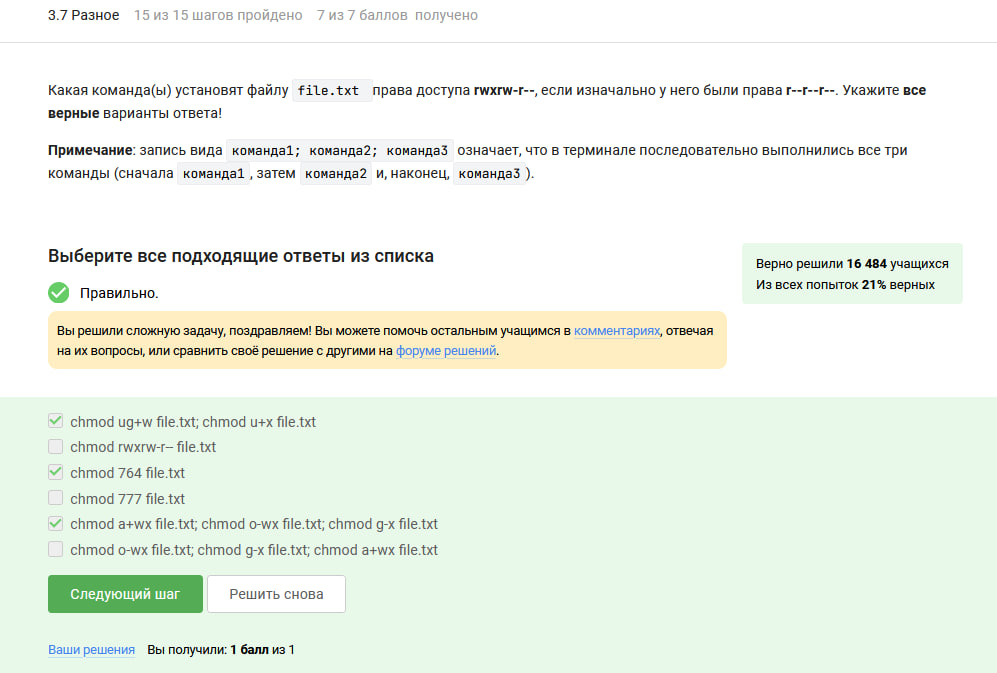 3.7 Разное 15 из 15 шагов пройдено 7 из 7 баллов получено
Какая команда(ы) установят файлу file.txt права доступа rwxrw-r--, если изначально у него были права r--r--r--. Укажите все
верные варианты ответа!
Примечание: запись вида команда1; команда2; команда3 означает, что в терминале последовательно выполнились все три
команды (сначала команда1, затем команда2 и, наконец, команда3).
Выберите все подходящие ответы из списка
Верно решили 16 484 учащихся
Из всех попыток 21% верных
Правильно.
Вы решили сложную задачу, поздравляем! Вы можете помочь остальным учащимся в комментариях, отвечая
на их вопросы, или сравнить своё решение с другими на форуме решений.
chmod ug+w file.txt; chmod u+x file.txt
chmod rwxrw-r-- file.txt
chmod 764 file.txt
chmod 777 file.txt
chmod a+wx file.txt; chmod o-wx file.txt; chmod g-x file.txt
chmod o-wx file.txt; chmod g-x file.txt; chmod a+wx file.txt
Следующий шаг Решить снова
Ваши решения Вы получили: 1 балл из 1